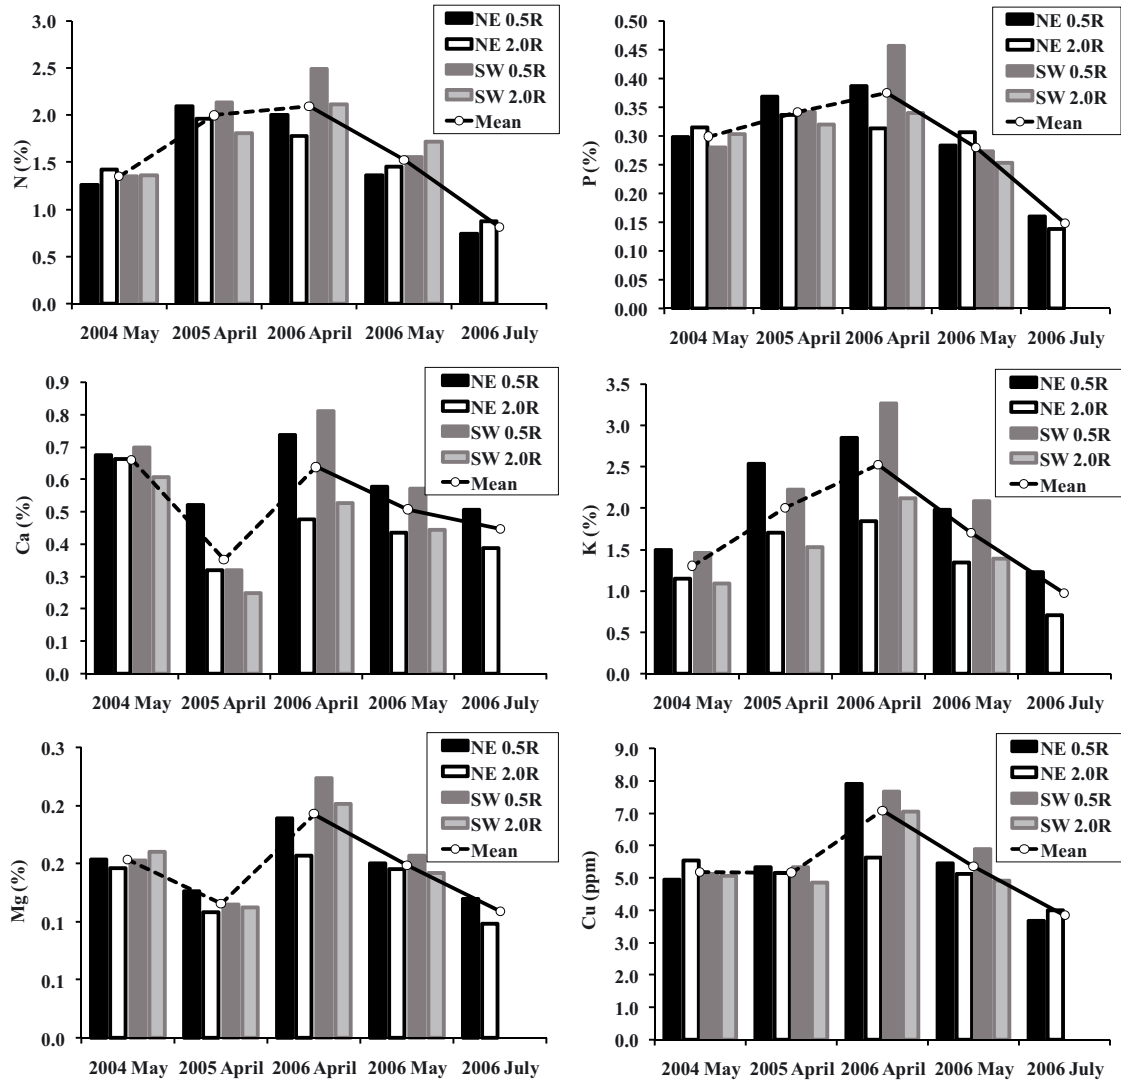 N (%)
3.0
2.5
2.0
1.5
1.0
0.5
0.0
2004 May 2005 April 2006 April 2006 May 2006 July
NE 0.5R
NE 2.0R
SW 0.5R
SW 2.0R
Mean
P (%)
0.50
0.45
0.40
0.35
0.30
0.25
0.20
0.15
0.10
0.05
0.00
2004 May 2005 April 2006 April 2006 May 2006 July
NE 0.5R
NE 2.0R
SW 0.5R
SW 2.0R
Mean
Ca (%)
0.9
0.8
0.7
0.6
0.5
0.4
0.3
0.2
0.1
0.0
2004 May 2005 April 2006 April 2006 May 2006 July
NE 0.5R
NE 2.0R
SW 0.5R
SW 2.0R
Mean
K (%)
3.5
3.0
2.5
2.0
1.5
1.0
0.5
0.0
2004 May 2005 April 2006 April 2006 May 2006 July
NE 0.5R
NE 2.0R
SW 0.5R
SW 2.0R
Mean
Mg (%)
0.3
0.2
0.2
0.1
0.1
0.0
2004 May 2005 April 2006 April 2006 May 2006 July
NE 0.5R
NE 2.0R
SW 0.5R
SW 2.0R
Mean
Cu (ppm)
9.0
8.0
7.0
6.0
5.0
4.0
3.0
2.0
1.0
0.0
2004 May 2005 April 2006 April 2006 May 2006 July
NE 0.5R
NE 2.0R
SW 0.5R
SW 2.0R
Mean